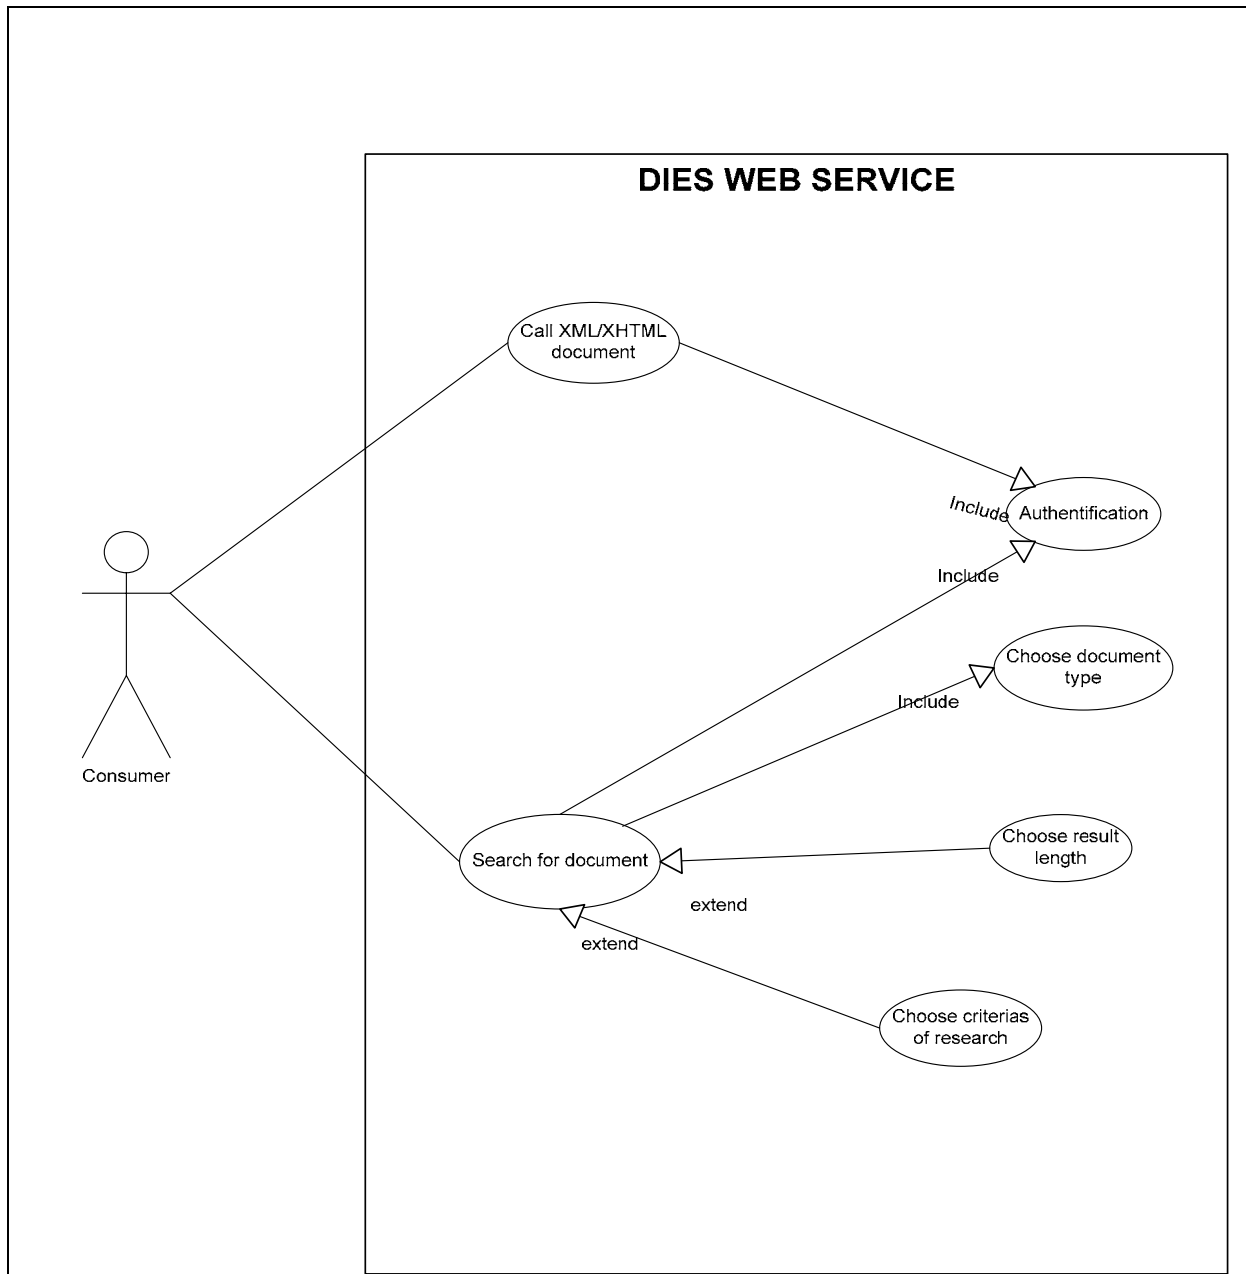 DIES WEB SERVICE
Call XML/XHTML
document
Include
Authentification
Include
Choose document
type
Include
Consumer
Choose result
length
Search for document
extend
extend
Choose criterias
of research